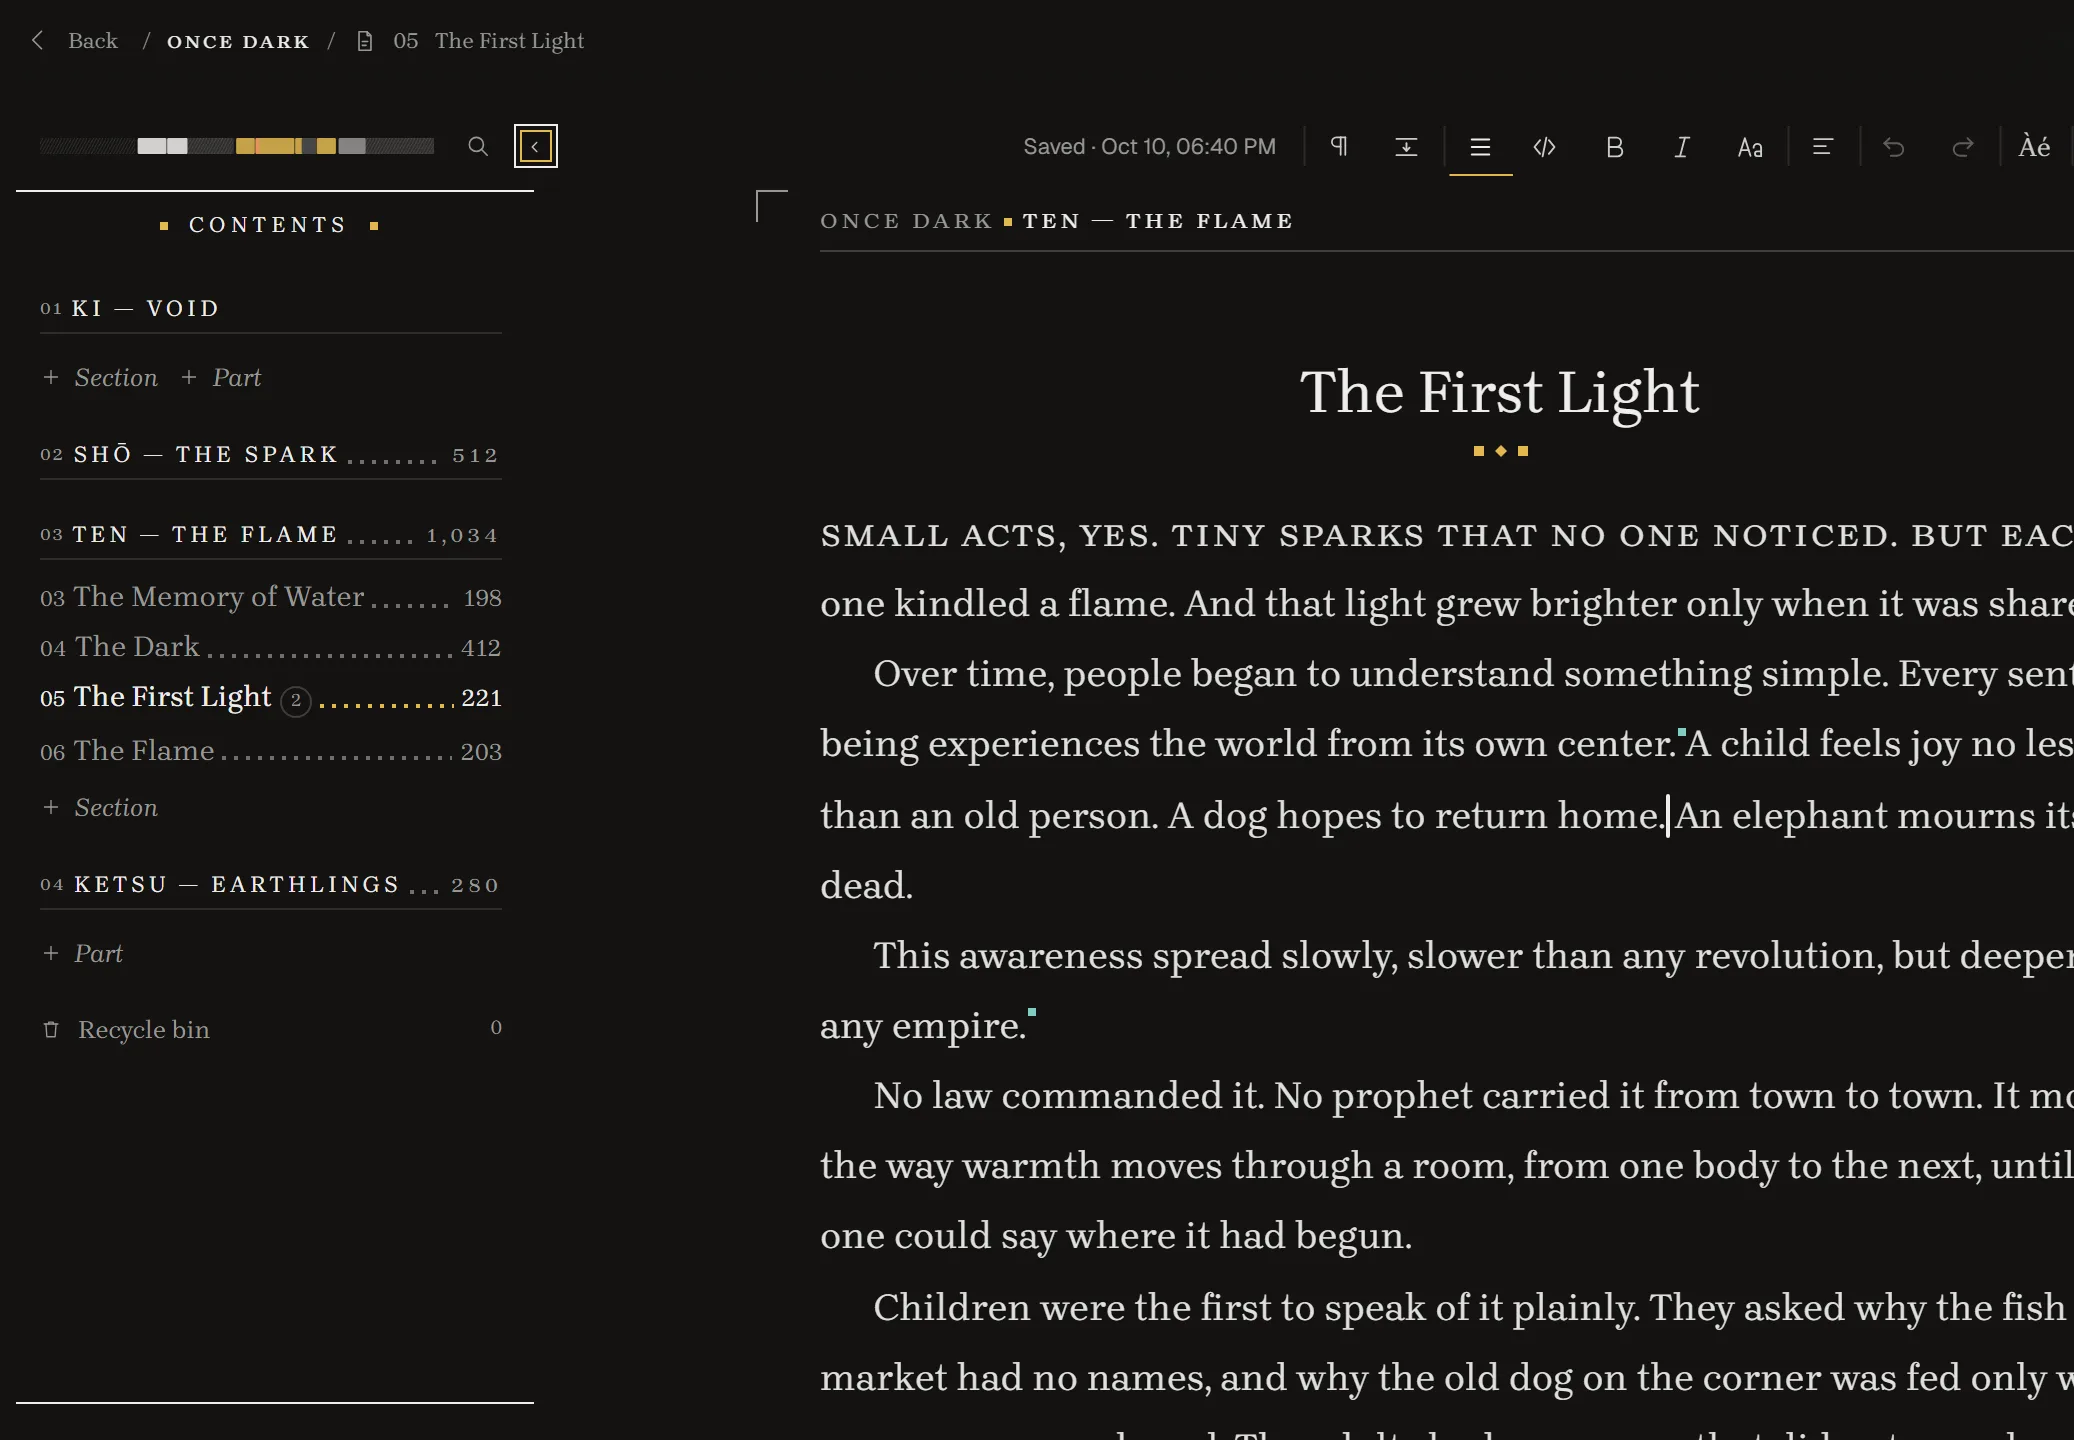 Back / ONCE DARK / 05 The First Light
Saved · Oct 10, 06:40 PM
¶ </> B I Aa Àé
CONTENTS
01 KI — VOID
+ Section + Part
02 SHŌ — THE SPARK ........ 512
03 TEN — THE FLAME ...... 1,034
03 The Memory of Water ....... 198
04 The Dark ..................... 412
05 The First Light 2 ............ 221
06 The Flame .................... 203
+ Section
04 KETSU — EARTHLINGS ... 280
+ Part
Recycle bin 0
ONCE DARK ▪ TEN — THE FLAME
The First Light
SMALL ACTS, YES. TINY SPARKS THAT NO ONE NOTICED. BUT EAC
one kindled a flame. And that light grew brighter only when it was share
Over time, people began to understand something simple. Every sent
being experiences the world from its own center. A child feels joy no les
than an old person. A dog hopes to return home. An elephant mourns its
dead.
This awareness spread slowly, slower than any revolution, but deeper
any empire.
No law commanded it. No prophet carried it from town to town. It mo
the way warmth moves through a room, from one body to the next, until
one could say where it had begun.
Children were the first to speak of it plainly. They asked why the fish
market had no names, and why the old dog on the corner was fed only w